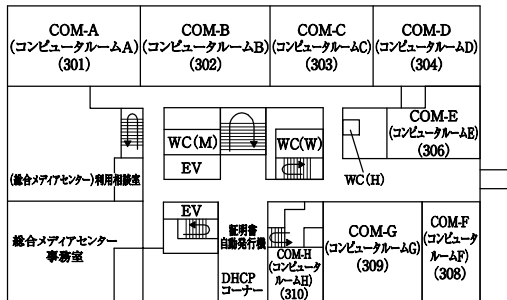 COM-A
(コンピュータルームA)
(301)
COM-B
(コンピュータルームB)
(302)
COM-C
(コンピュータルームC)
(303)
COM-D
(コンピュータルームD)
(304)
COM-E
(コンピュータルームE)
(306)
WC(M)
EV
WC(W)
WC(H)
(総合メディアセンター)利用相談室
総合メディアセンター
事務室
EV
証明書
自動発行機
DHCP
コーナー
COM-H
(コンピュータ
ルームH)
(310)
COM-G
(コンピュータルームG)
(309)
COM-F
(コンピュータ
ルームF)
(308)